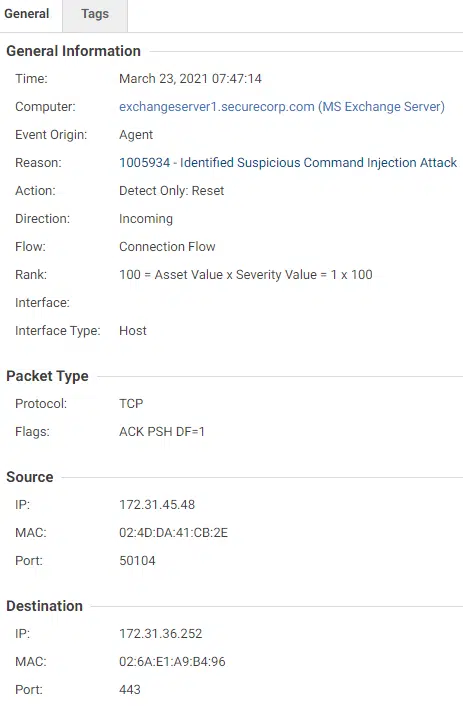 General Tags
General Information
Time: March 23, 2021 07:47:14
Computer: exchangeserver1.securecorp.com (MS Exchange Server)
Event Origin: Agent
Reason: 1005934 - Identified Suspicious Command Injection Attack
Action: Detect Only: Reset
Direction: Incoming
Flow: Connection Flow
Rank: 100 = Asset Value x Severity Value = 1 x 100
Interface:
Interface Type: Host
Packet Type
Protocol: TCP
Flags: ACK PSH DF=1
Source
IP: 172.31.45.48
MAC: 02:4D:DA:41:CB:2E
Port: 50104
Destination
IP: 172.31.36.252
MAC: 02:6A:E1:A9:B4:96
Port: 443